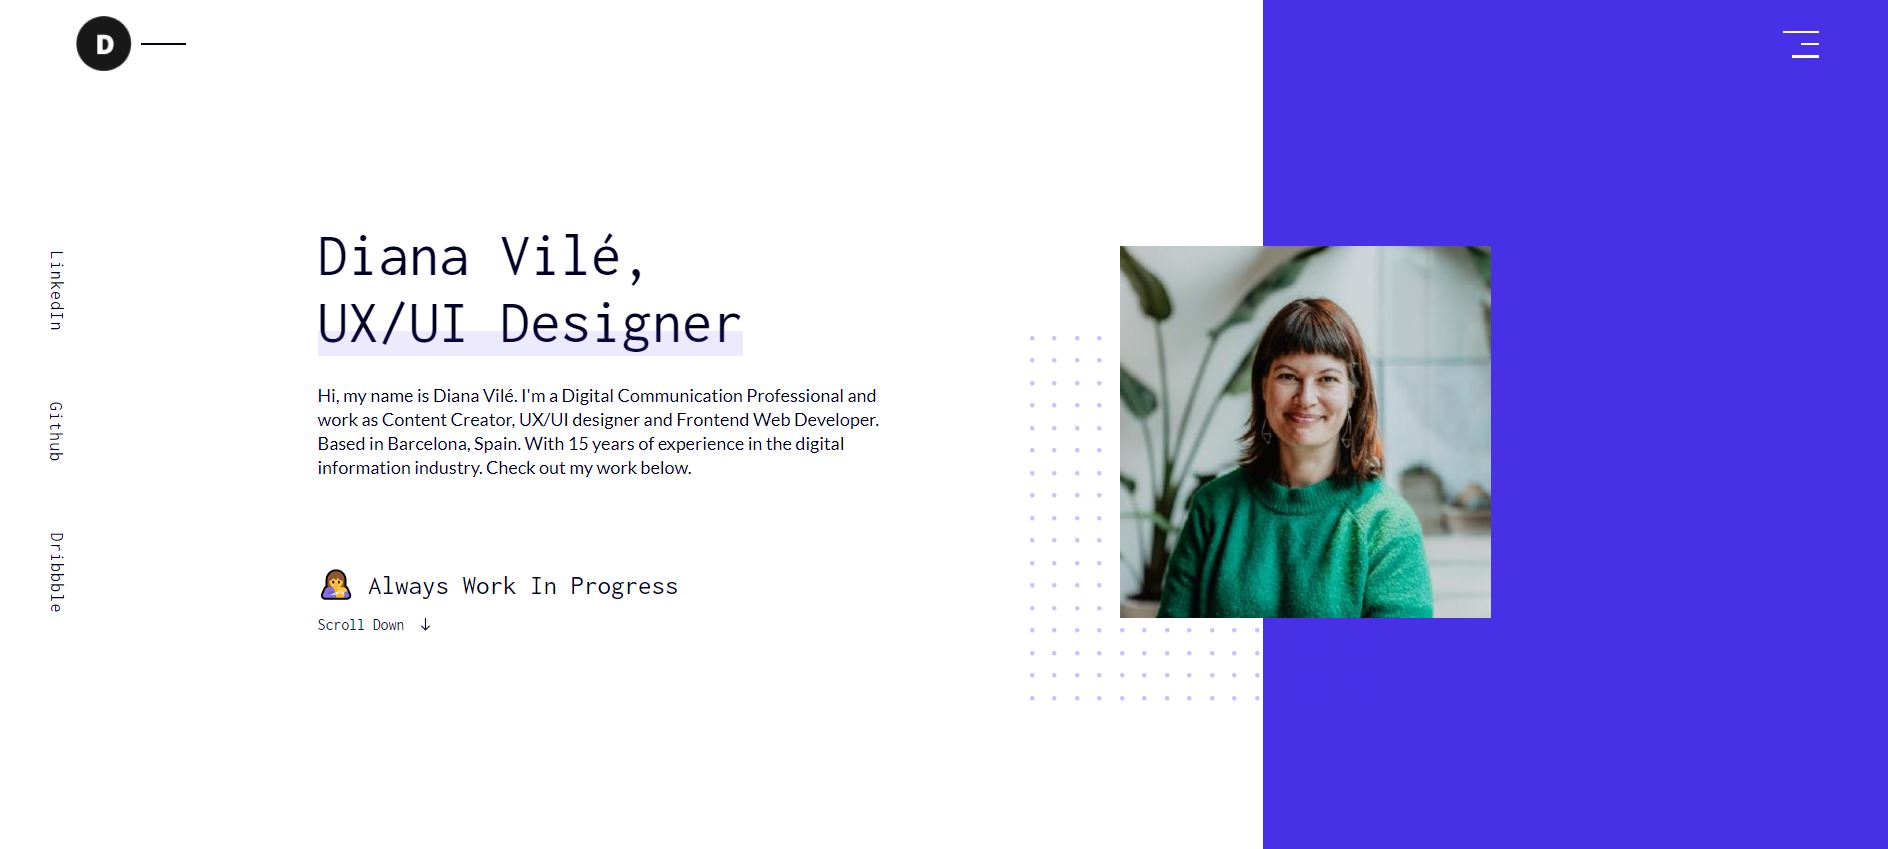 D
LinkedIn
Github
Dribbble
Diana Vilé,
UX/UI Designer
Hi, my name is Diana Vilé. I'm a Digital Communication Professional and
work as Content Creator, UX/UI designer and Frontend Web Developer.
Based in Barcelona, Spain. With 15 years of experience in the digital
information industry. Check out my work below.
Always Work In Progress
Scroll Down ↓